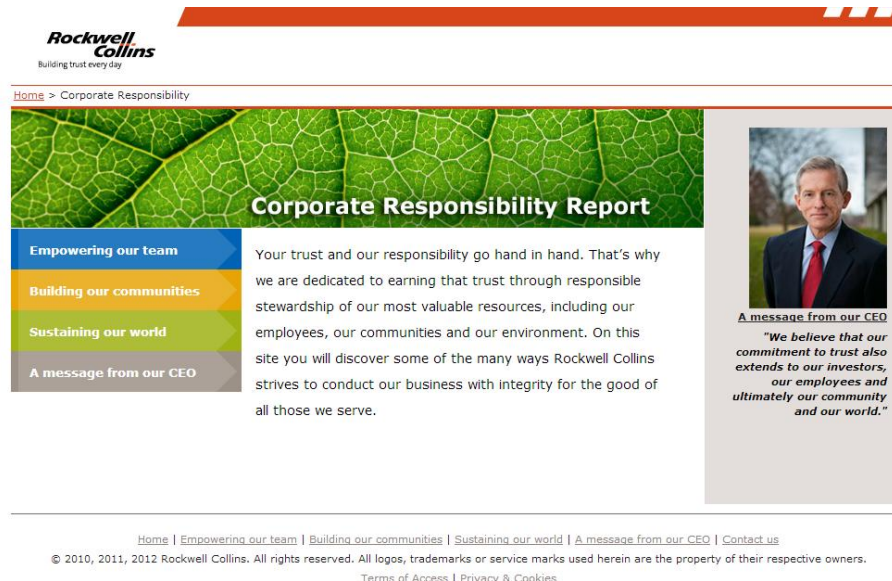 Rockwell
Collins
Building trust every day
Home > Corporate Responsibility
Corporate Responsibility Report
Empowering our team
Building our communities
Sustaining our world
A message from our CEO
Your trust and our responsibility go hand in hand. That's why
we are dedicated to earning that trust through responsible
stewardship of our most valuable resources, including our
employees, our communities and our environment. On this
site you will discover some of the many ways Rockwell Collins
strives to conduct our business with integrity for the good of
all those we serve.
A message from our CEO
"We believe that our
commitment to trust also
extends to our investors,
our employees and
ultimately our community
and our world."
Home | Empowering our team | Building our communities | Sustaining our world | A message from our CEO | Contact us
© 2010, 2011, 2012 Rockwell Collins. All rights reserved. All logos, trademarks or service marks used herein are the property of their respective owners.
Terms of Access | Privacy & Cookies